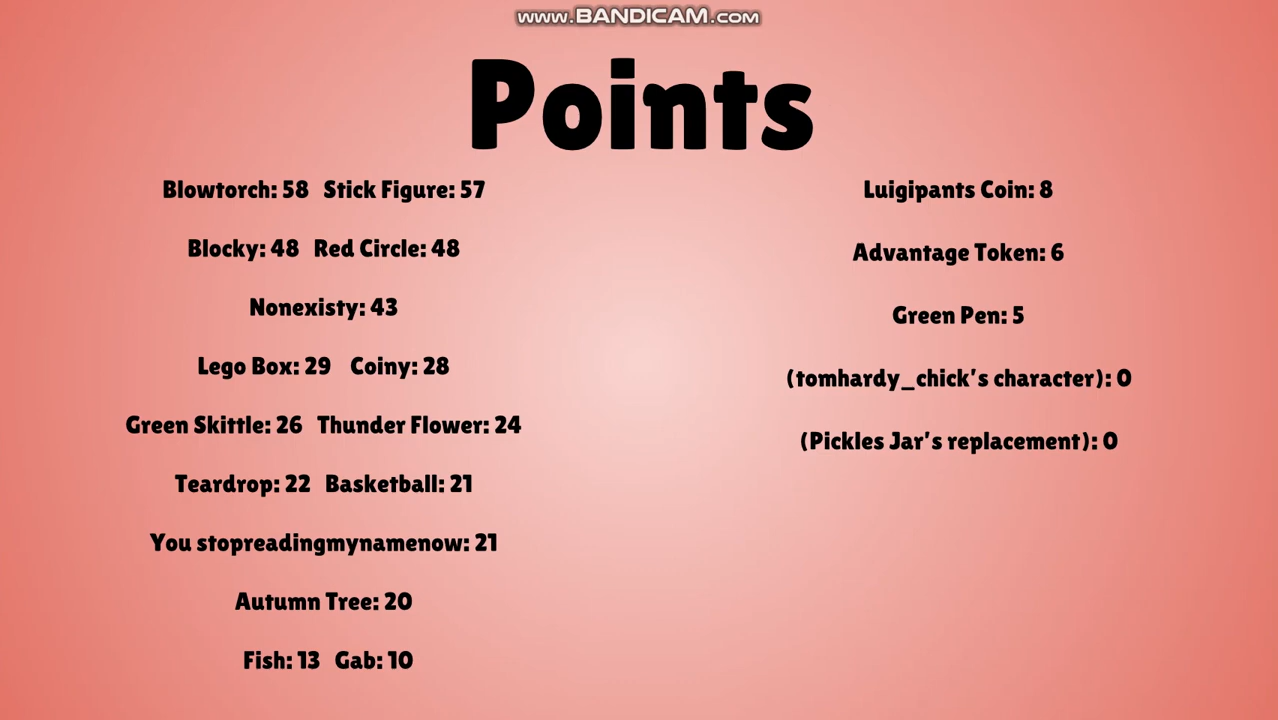 www.BANDICAM.com
Points
Blowtorch: 58 Stick Figure: 57
Blocky: 48 Red Circle: 48
Nonexisty: 43
Lego Box: 29 Coiny: 28
Green Skittle: 26 Thunder Flower: 24
Teardrop: 22 Basketball: 21
You stopreadingmynamenow: 21
Autumn Tree: 20
Fish: 13 Gab: 10
Luigipants Coin: 8
Advantage Token: 6
Green Pen: 5
(tomhardy_chick's character): 0
(Pickles Jar's replacement): 0